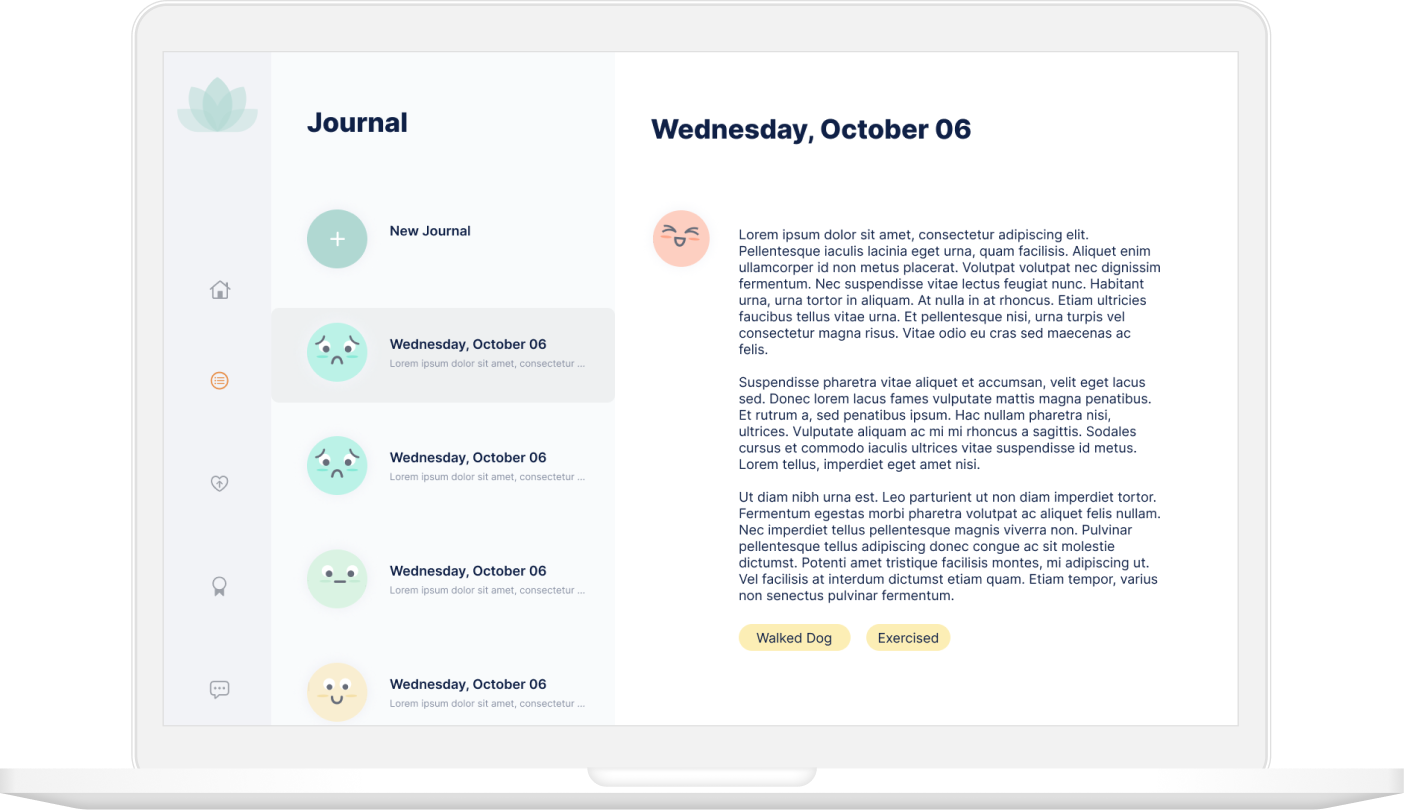 Journal
New Journal
Wednesday, October 06
Lorem ipsum dolor sit amet, consectetur ...
Wednesday, October 06
Lorem ipsum dolor sit amet, consectetur ...
Wednesday, October 06
Lorem ipsum dolor sit amet, consectetur ...
Wednesday, October 06
Lorem ipsum dolor sit amet, consectetur ...
Wednesday, October 06
Lorem ipsum dolor sit amet, consectetur adipiscing elit.
Pellentesque iaculis lacinia eget urna, quam facilisis. Aliquet enim
ullamcorper id non metus placerat. Volutpat volutpat nec dignissim
fermentum. Nec suspendisse vitae lectus feugiat nunc. Habitant
urna, urna tortor in aliquam. At nulla in at rhoncus. Etiam ultricies
faucibus tellus vitae urna. Et pellentesque nisi, urna turpis vel
consectetur magna risus. Vitae odio eu cras sed maecenas ac
felis.
Suspendisse pharetra vitae aliquet et accumsan, velit eget lacus
sed. Donec lorem lacus fames vulputate mattis magna penatibus.
Et rutrum a, sed penatibus ipsum. Hac nullam pharetra nisi,
ultrices. Vulputate aliquam ac mi mi rhoncus a sagittis. Sodales
cursus et commodo iaculis ultrices vitae suspendisse id metus.
Lorem tellus, imperdiet eget amet nisi.
Ut diam nibh urna est. Leo parturient ut non diam imperdiet tortor.
Fermentum egestas morbi pharetra volutpat ac aliquet felis nullam.
Nec imperdiet tellus pellentesque magnis viverra non. Pulvinar
pellentesque tellus adipiscing donec congue ac sit molestie
dictumst. Potenti amet tristique facilisis montes, mi adipiscing ut.
Vel facilisis at interdum dictumst etiam quam. Etiam tempor, varius
non senectus pulvinar fermentum.
Walked Dog
Exercised